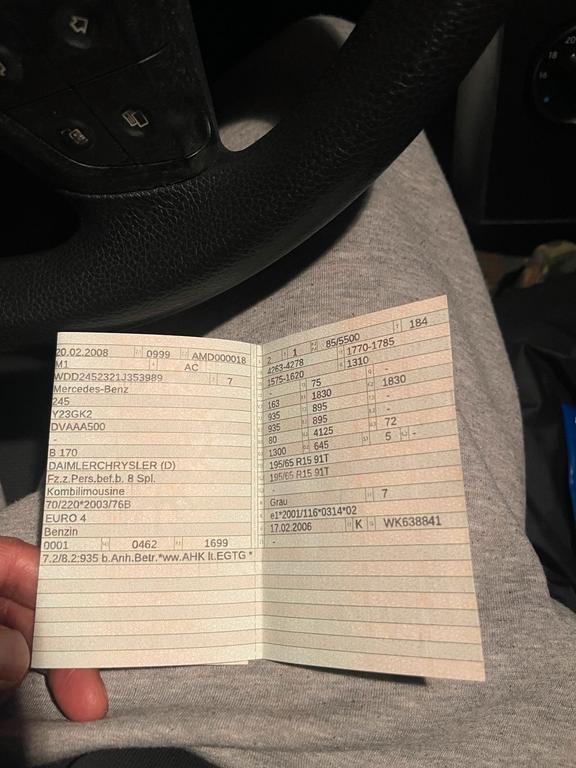 20.02.2008 0999 AMD000018
M1 AC
WDD2452321J353989 7
Mercedes-Benz
245
Y23GK2
DVAAA500
-
B 170
DAIMLERCHRYSLER (D)
Fz.z.Pers.bef.b. 8 Spl.
Kombilimousine
70/220*2003/76B
EURO 4
Benzin
0001 0462 1699
7.2/8.2:935 b.Anh.Betr.*ww.AHK lt.EGTG *
2 1 85/5500 184
4263-4278 1770-1785
1575-1620 1310
- 75 -
163 1830 1830
935 895 -
935 895 -
80 4125 72
1300 645 5 -
195/65 R15 91T
195/65 R15 91T
-
Grau 7
e1*2001/116*0314*02
17.02.2006 K WK638841
-
20
18
16